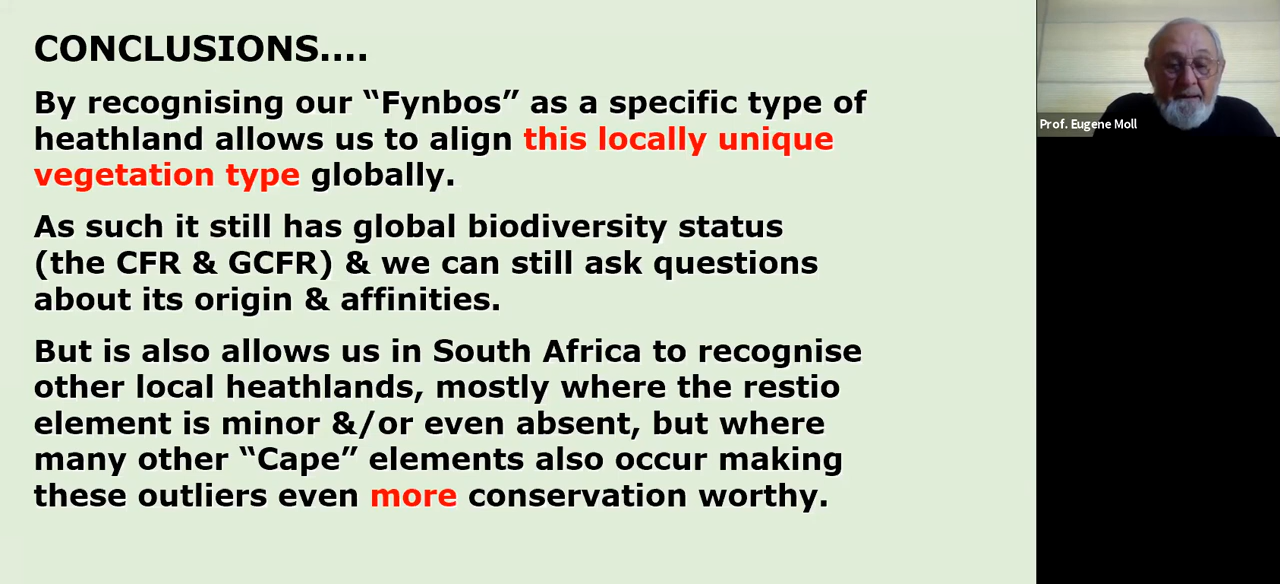 CONCLUSIONS....
By recognising our “Fynbos” as a specific type of
heathland allows us to align this locally unique
vegetation type globally.
As such it still has global biodiversity status
(the CFR & GCFR) & we can still ask questions
about its origin & affinities.
But is also allows us in South Africa to recognise
other local heathlands, mostly where the restio
element is minor &/or even absent, but where
many other “Cape” elements also occur making
these outliers even more conservation worthy.
Prof. Eugene Moll